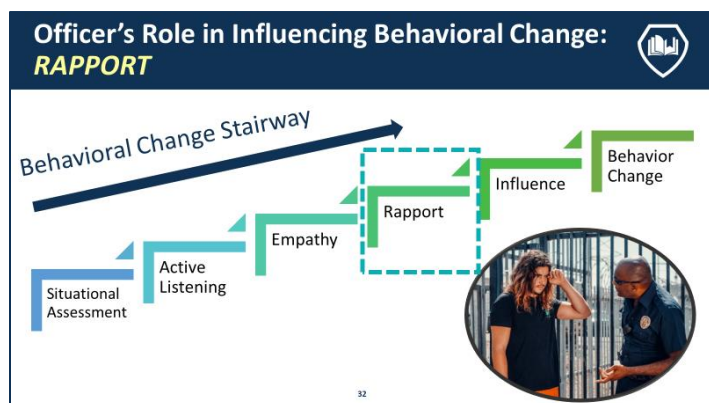 Officer's Role in Influencing Behavioral Change:
RAPPORT
Behavioral Change Stairway
Situational
Assessment
Active
Listening
Empathy
Rapport
Influence
Behavior
Change
32